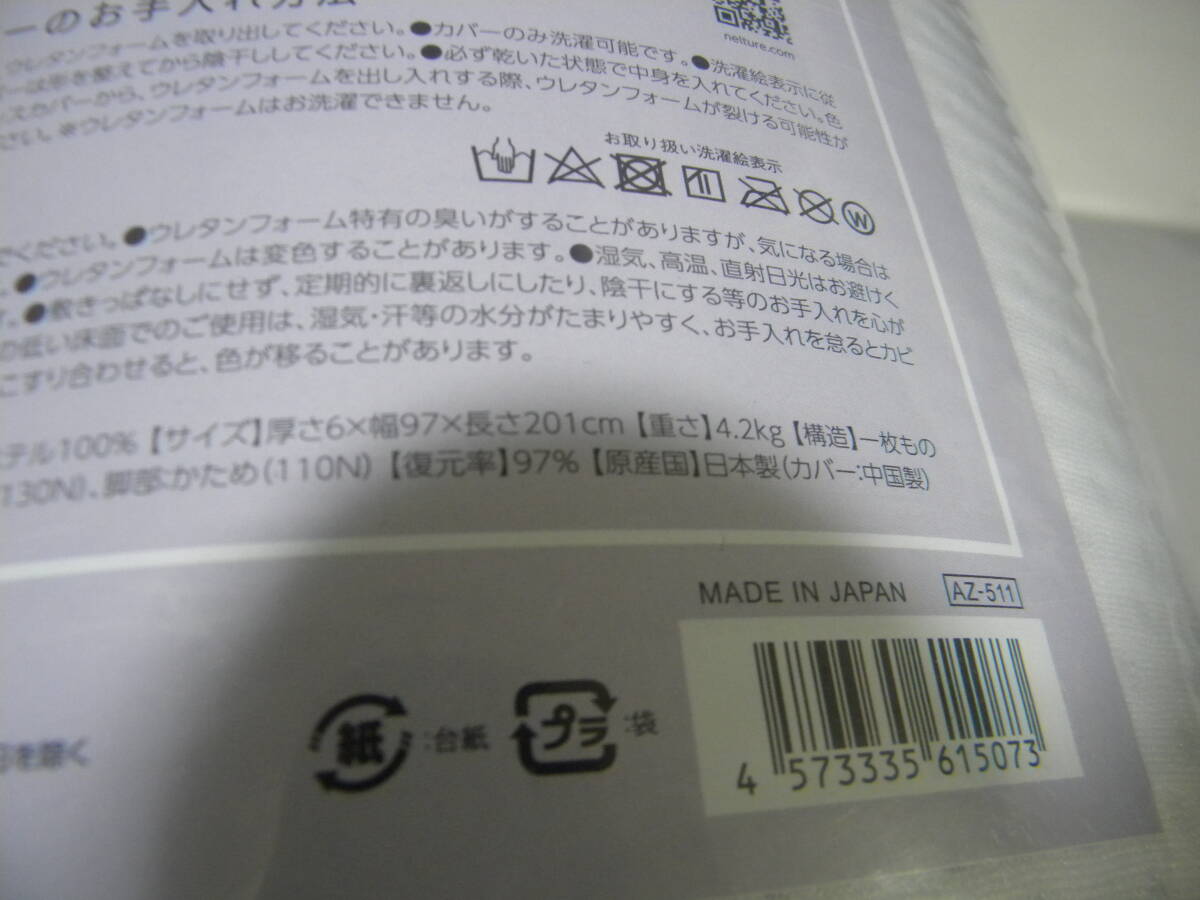 ーのお手入れ方法
ウレタンフォームを取り出してください。●カバーのみ洗濯可能です。●洗濯絵表示に従
は形を整えてから陰干ししてください。●必ず乾いた状態で中身を入れてください。色
スカバーから、ウレタンフォームを出し入れする際、ウレタンフォームが裂ける可能性が
さい。※ウレタンフォームはお洗濯できません。
nelture.com
お取り扱い洗濯絵表示
W
でください。●ウレタンフォーム特有の臭いがすることがありますが、気になる場合は
。●ウレタンフォームは変色することがあります。●湿気、高温、直射日光はお避けく
す。●敷きっぱなしにせず、定期的に裏返しにしたり、陰干にする等のお手入れを心が
の低い床面でのご使用は、湿気・汗等の水分がたまりやすく、お手入れを怠るとカビ
こすり合わせると、色が移ることがあります。
ステル100%【サイズ】厚さ6×幅97×長さ201cm【重さ】4.2kg【構造】一枚もの
(130N)、脚部:かため(110N)【復元率】97%【原産国】日本製(カバー:中国製)
MADE IN JAPAN AZ-511
紙 :台紙 プラ :袋
を除く
4 573335 615073